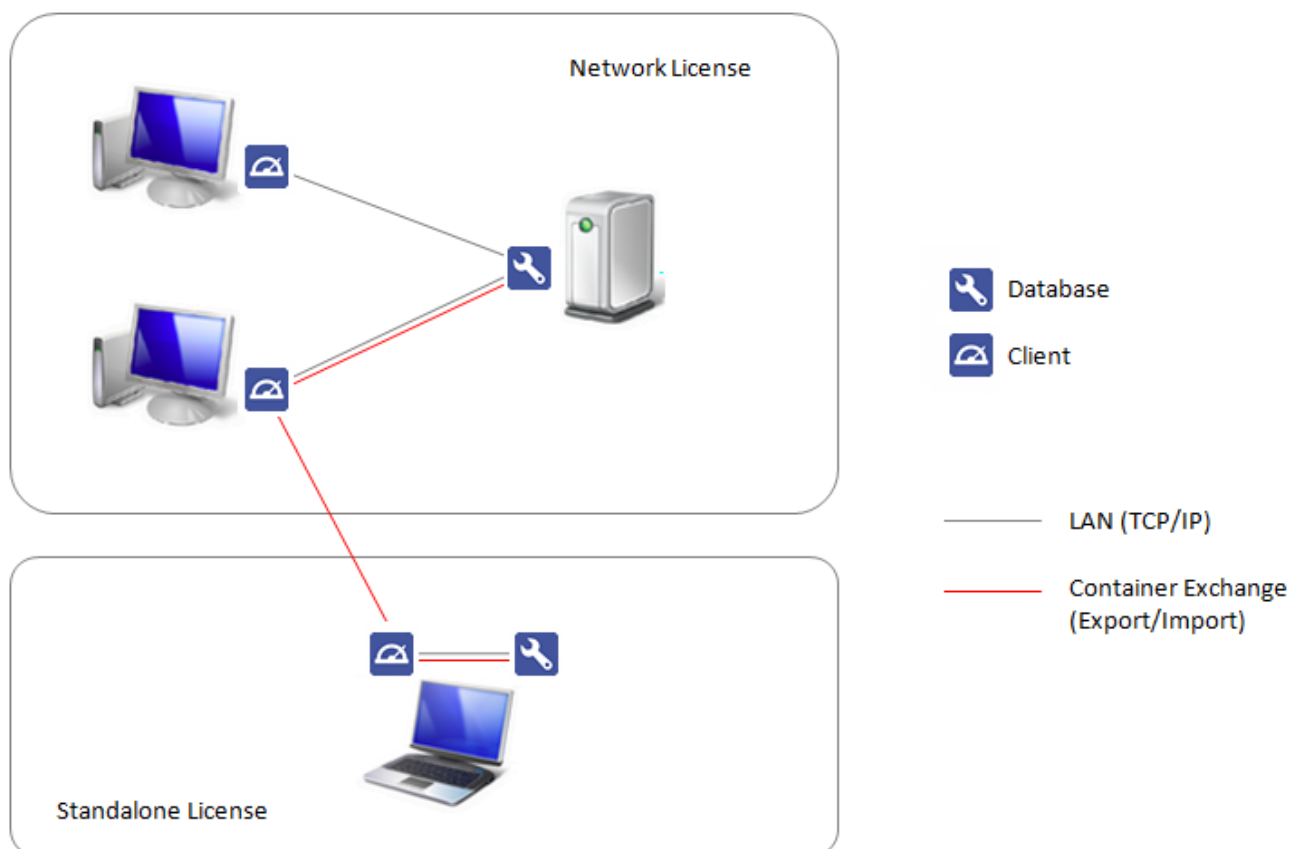 Network License
Database
Client
LAN (TCP/IP)
Container Exchange
(Export/Import)
Standalone License